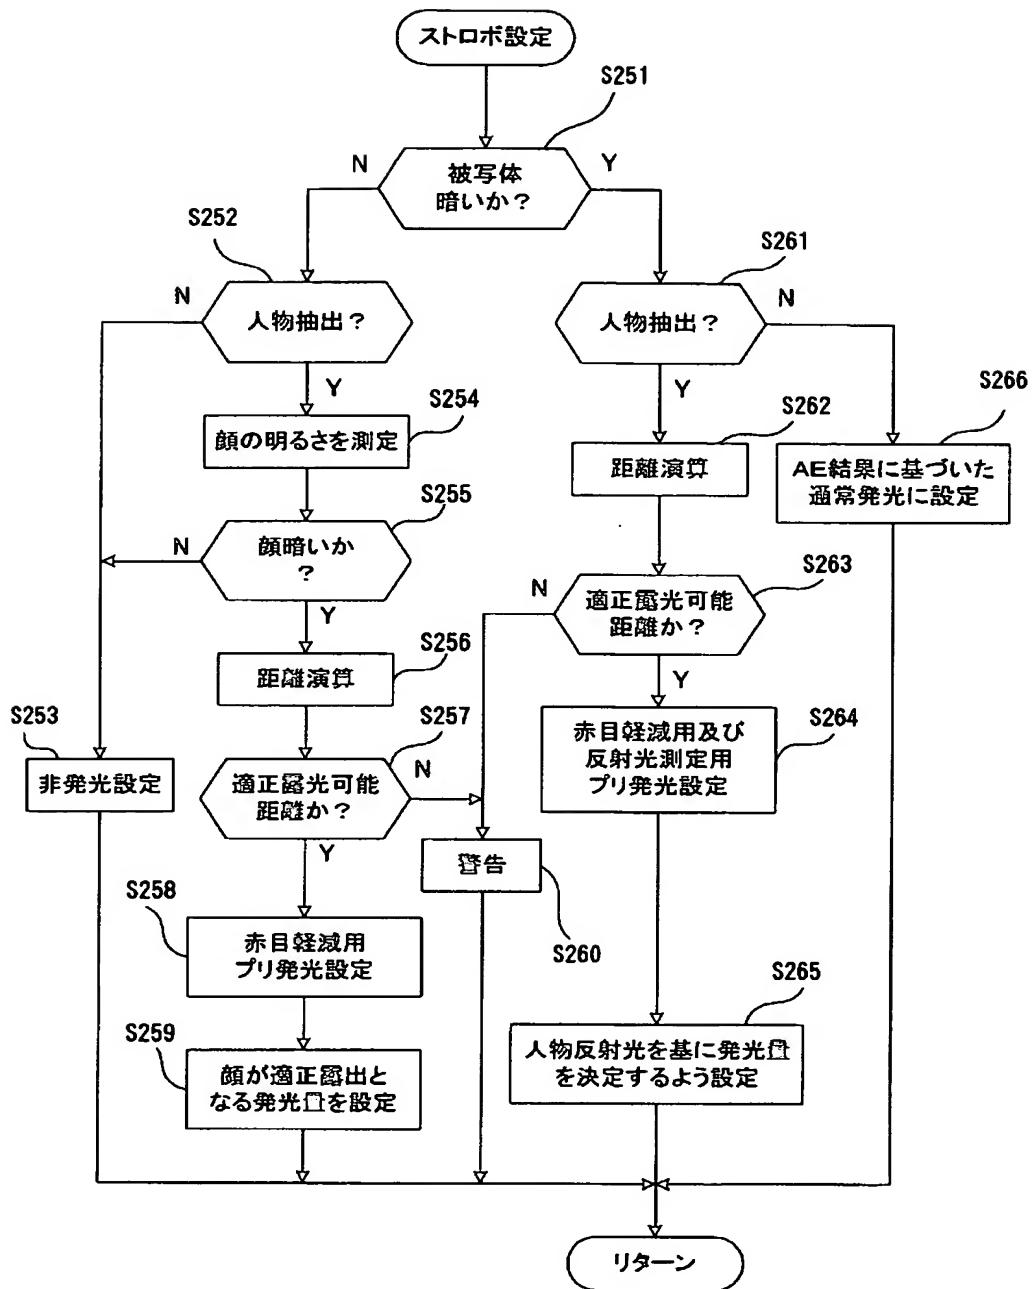 ストロボ設定
S251
N
Y
被写体
暗いか？
S252
S261
N
人物抽出？
人物抽出？
N
Y
Y
S254
S262
S266
顔の明るさを測定
距離演算
AE結果に基づいた
通常発光に設定
S255
N
顔暗いか
？
S263
N
適正露光可能
距離か？
Y
S256
距離演算
Y
S253
S257
S264
非発光設定
適正露光可能
距離か？
N
赤目軽減用及び
反射光測定用
プリ発光設定
Y
警告
S258
S260
赤目軽減用
プリ発光設定
S265
S259
人物反射光を基に発光量
を決定するよう設定
顔が適正露出と
なる発光量を設定
リターン